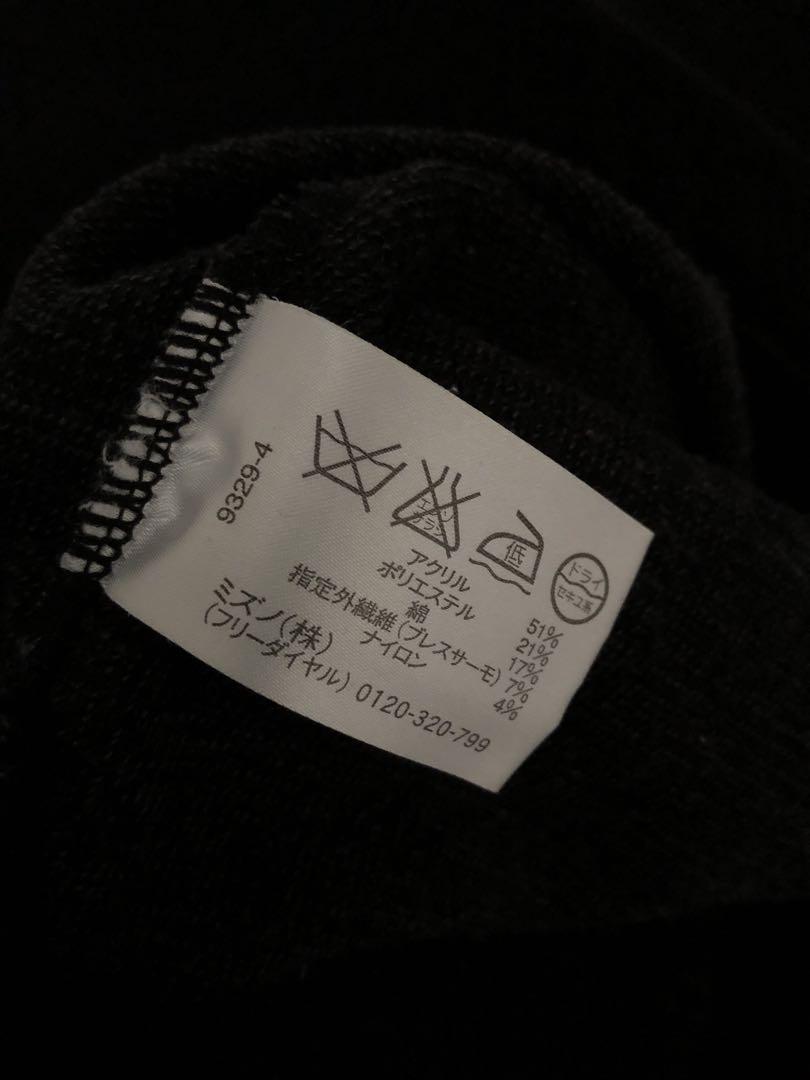 9329-4
エンソ
サラシ
低
ドライ
セキユ系
アクリル 51%
ポリエステル 21%
綿 17%
指定外繊維(ブレスサーモ) 7%
ナイロン 4%
ミズノ(株)
(フリーダイヤル) 0120-320-799